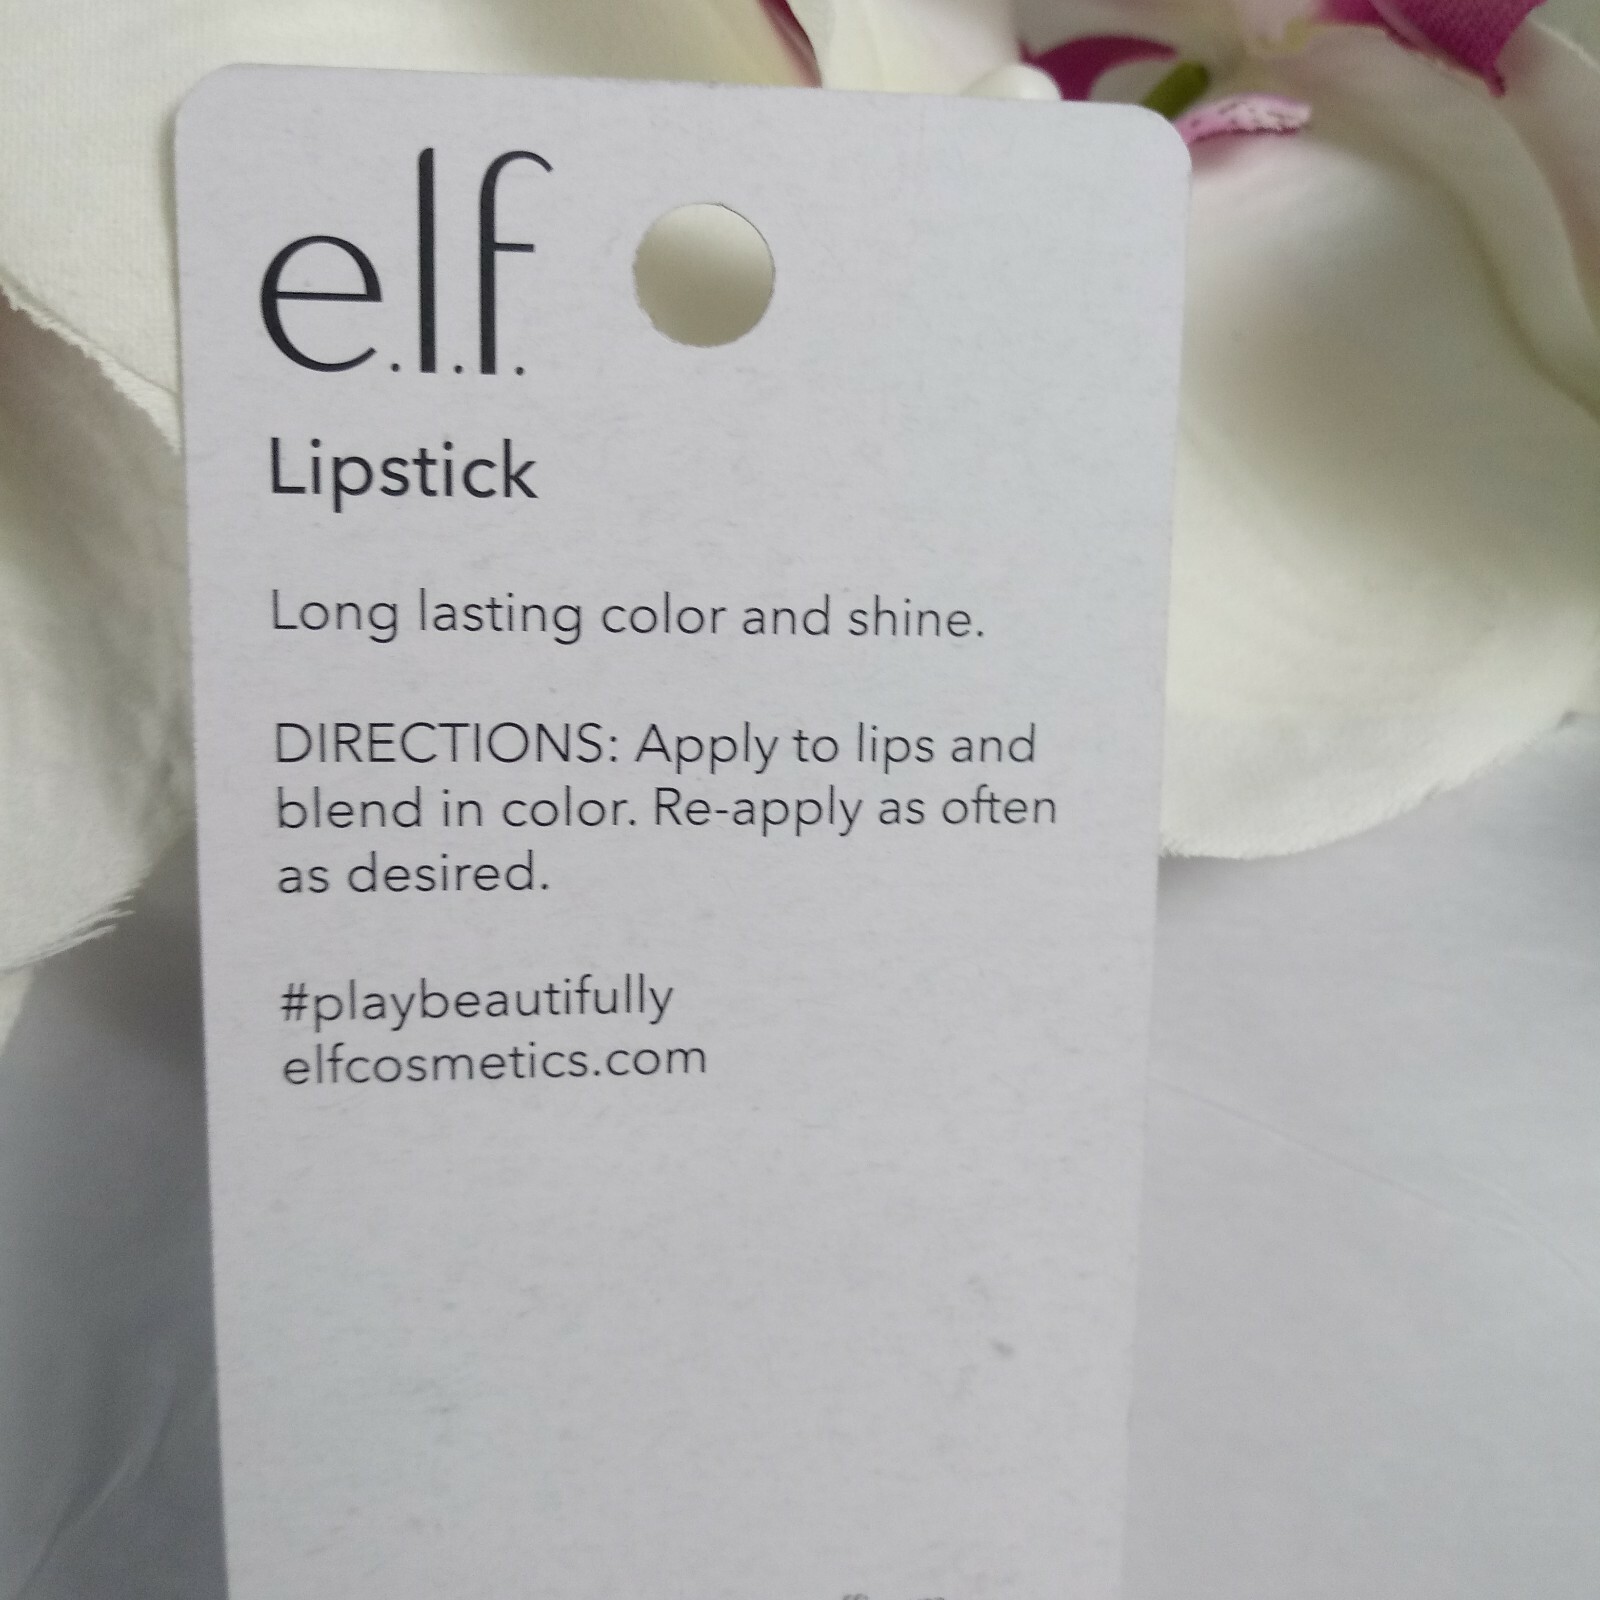 e.l.f.
Lipstick
Long lasting color and shine.
DIRECTIONS: Apply to lips and
blend in color. Re-apply as often
as desired.
#playbeautifully
elfcosmetics.com